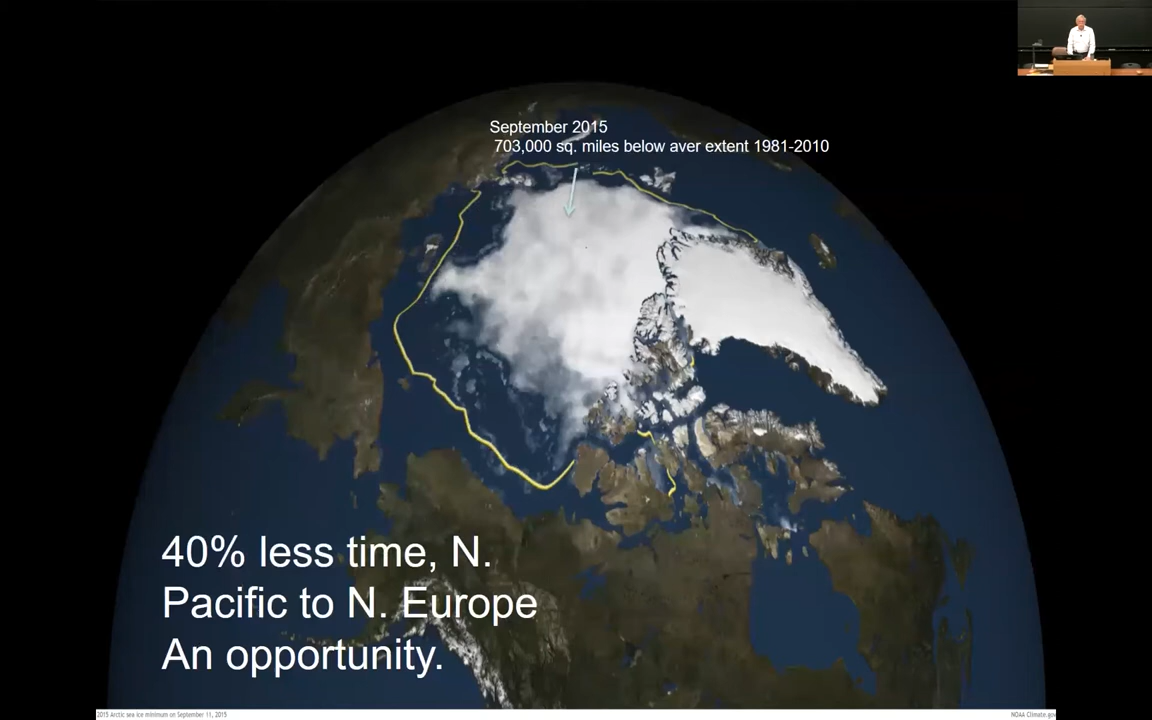 September 2015
703,000 sq. miles below aver extent 1981-2010
40% less time, N.
Pacific to N. Europe
An opportunity.
2015 Arctic sea ice minimum on September 11, 2015
NOAA Climate.gov